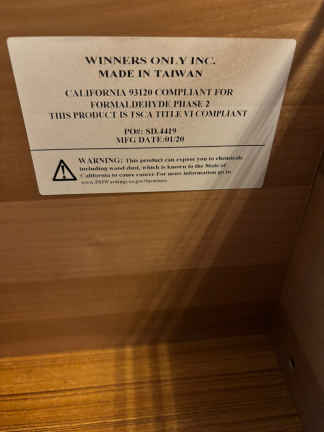 WINNERS ONLY INC.
MADE IN TAIWAN
CALIFORNIA 93120 COMPLIANT FOR
FORMALDEHYDE PHASE 2
THIS PRODUCT IS TSCA TITLE VI COMPLIANT
PO#: SD.4419
MFG DATE:01/20
WARNING: This product can expose you to chemicals
including wood dust, which is known to the State of
California to cause cancer. For more information go to
www.P65Warnings.ca.gov/furniture.